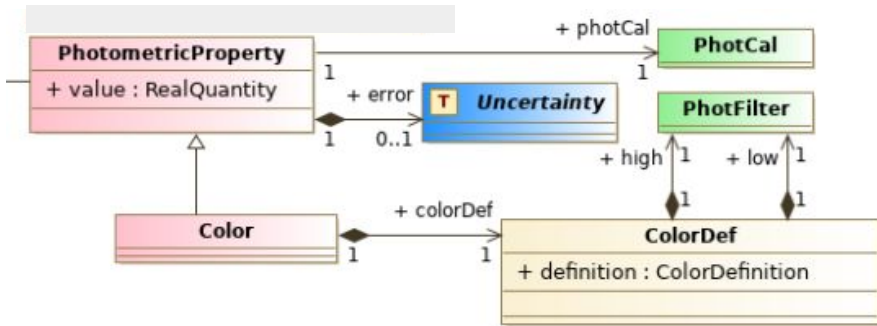 + photCal
PhotometricProperty
PhotCal
1
1
+ value : RealQuantity
+ error
T Uncertainty
PhotFilter
1
0..1
+ high
1
+ low
1
1
1
Color
+ colorDef
ColorDef
1
1
+ definition : ColorDefinition